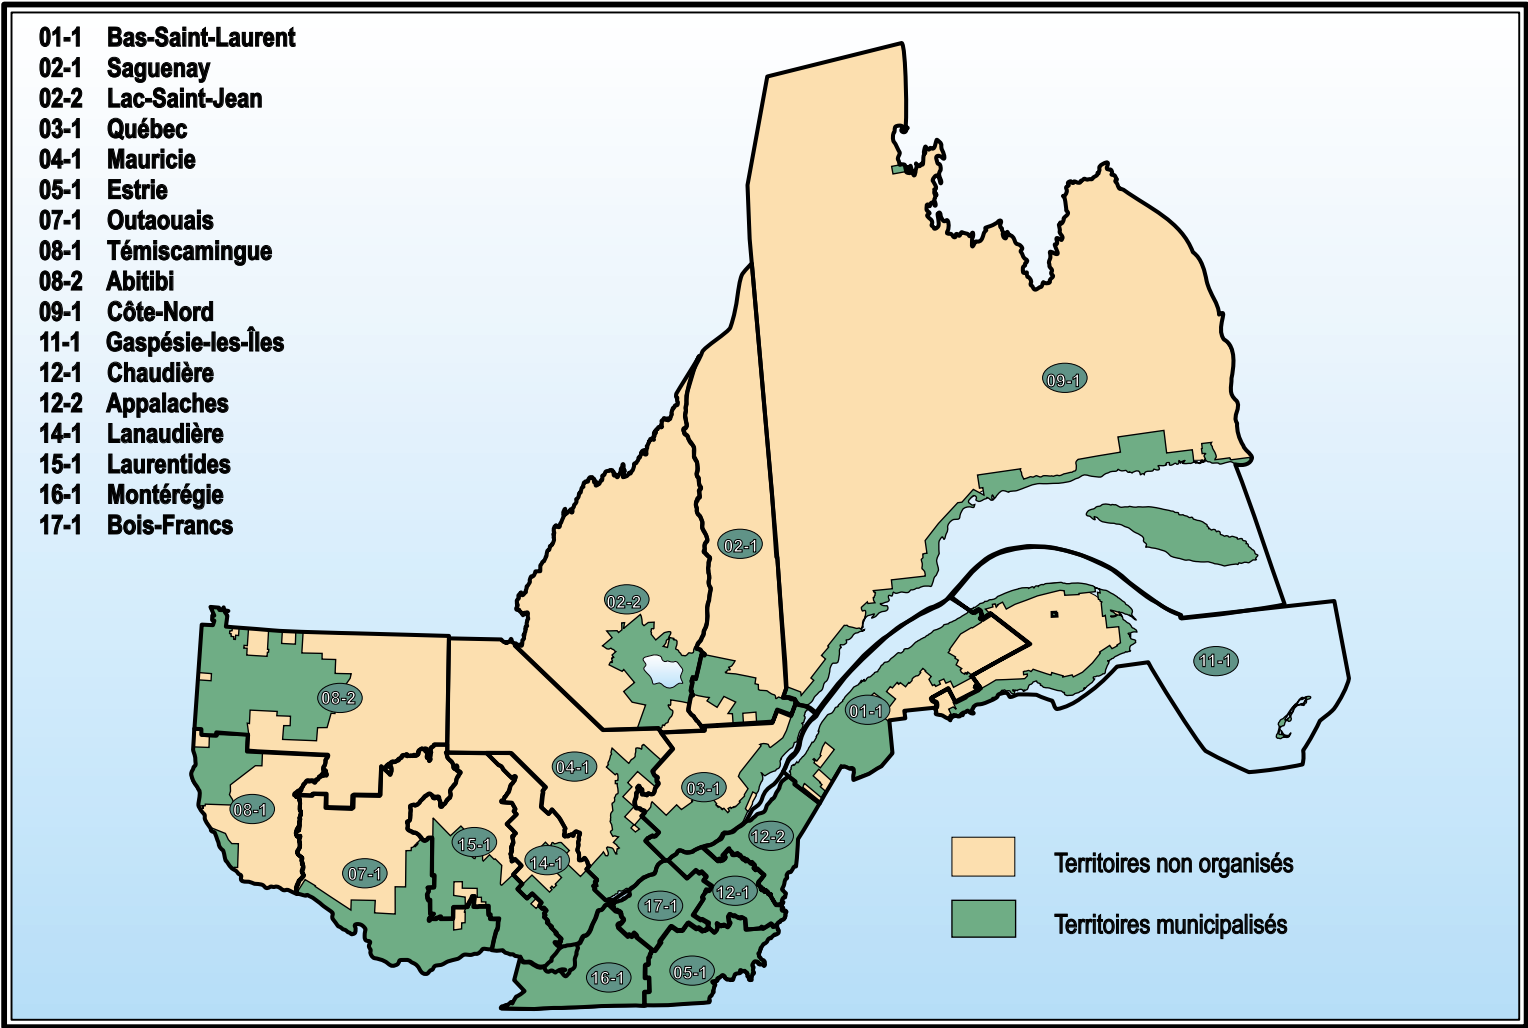 01-1 Bas-Saint-Laurent
02-1 Saguenay
02-2 Lac-Saint-Jean
03-1 Québec
04-1 Mauricie
05-1 Estrie
07-1 Outaouais
08-1 Témiscamingue
08-2 Abitibi
09-1 Côte-Nord
11-1 Gaspésie-les-Îles
12-1 Chaudière
12-2 Appalaches
14-1 Lanaudière
15-1 Laurentides
16-1 Montérégie
17-1 Bois-Francs
09-1
02-1
02-2
11-1
08-2
01-1
04-1
03-1
08-1
12-2
15-1
14-1
07-1
12-1
17-1
05-1
16-1
Territoires non organisés
Territoires municipalisés